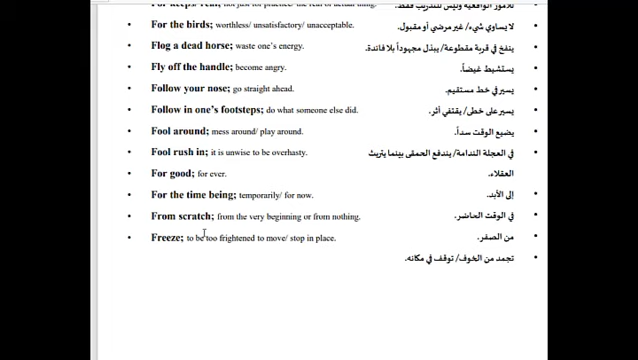 • For the birds; worthless/ unsatisfactory/ unacceptable.
لا يساوي شيء/ غير مرضي أو مقبول. •
• Flog a dead horse; waste one's energy.
ينفخ في قربة مقطوعة/ يبذل مجهوداً بلا فائدة. •
• Fly off the handle; become angry.
يستشيط غيضاً. •
• Follow your nose; go straight ahead.
يسير في خط مستقيم. •
• Follow in one's footsteps; do what someone else did.
يسير على خطى/ يقتفي أثر. •
• Fool around; mess around/ play around.
يضيع الوقت سداً. •
• Fool rush in; it is unwise to be overhasty.
في العجلة الندامة/ يندفع الحمقى بينما يتريث •
• For good; for ever.
العقلاء.
• For the time being; temporarily/ for now.
إلى الأبد. •
• From scratch; from the very beginning or from nothing.
في الوقت الحاضر. •
• Freeze; to be too frightened to move/ stop in place.
من الصفر. •
تجمد من الخوف/ توقف في مكانه. •